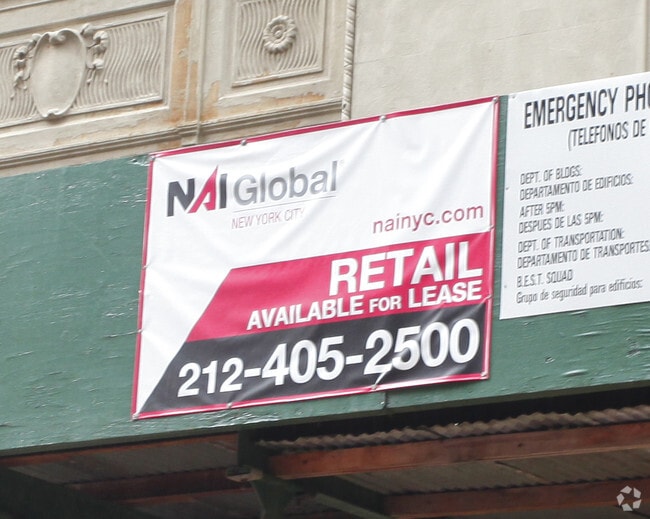 NAI Global
NEW YORK CITY
nainyc.com
RETAIL
AVAILABLE FOR LEASE
212-405-2500
EMERGENCY
(TELEFONOS DE
DEPT. OF BLDGS:
DEPARTAMENTO DE EDIFICIOS:
AFTER 5PM:
DESPUES DE LAS 5PM:
DEPT. OF TRANSPORTATION:
DEPARTAMENTO DE TRANSPORTES:
B.E.S.T. SQUAD
Grupo de seguridad para edificios: